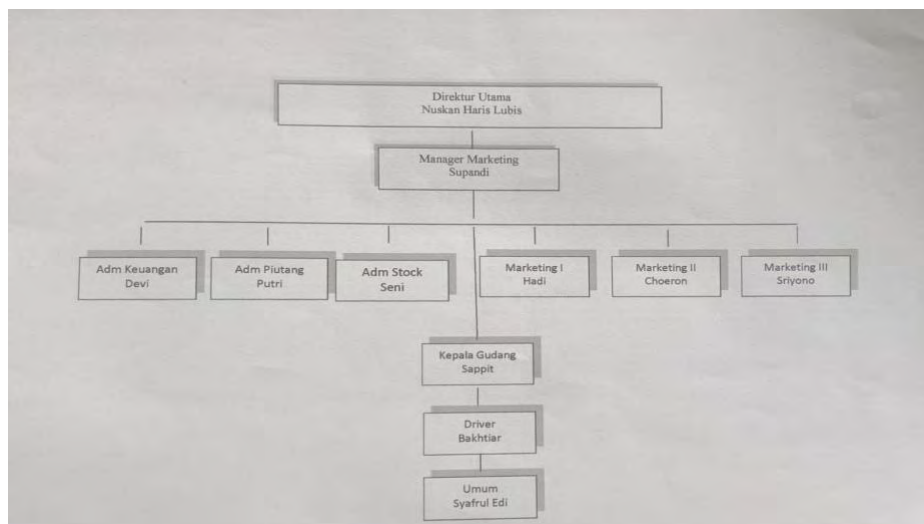 Direktur Utama
Nuskan Haris Lubis
Manager Marketing
Supandi
Adm Keuangan
Devi
Adm Piutang
Putri
Adm Stock
Seni
Marketing I
Hadi
Marketing II
Choeron
Marketing III
Sriyono
Kepala Gudang
Sappit
Driver
Bakhtiar
Umum
Syafrul Edi